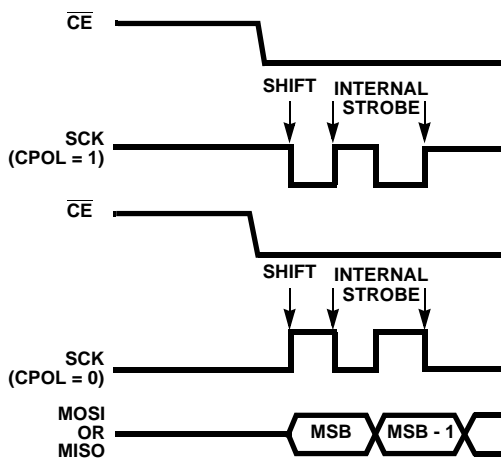 CE
SHIFT INTERNAL
STROBE
SCK
(CPOL = 1)
CE
SHIFT INTERNAL
STROBE
SCK
(CPOL = 0)
MOSI
OR
MISO
MSB MSB - 1